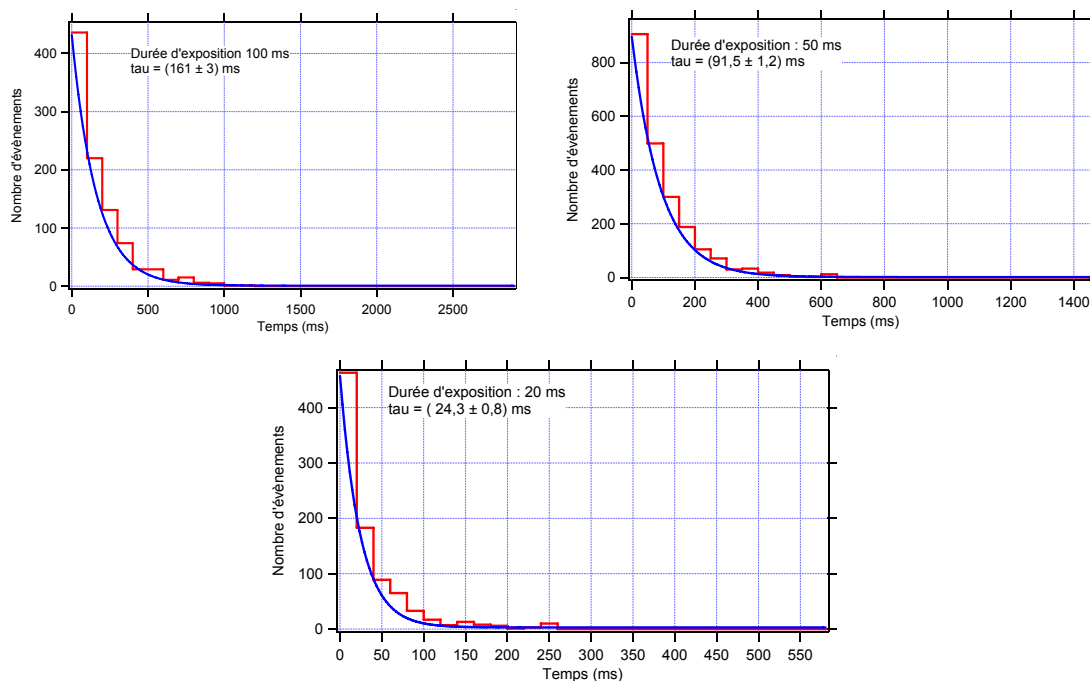 Durée d'exposition 100 ms
tau = (161 ± 3) ms
Nombre d'évènements
400
300
200
100
0
0 500 1000 1500 2000 2500
Temps (ms)
Durée d'exposition : 50 ms
tau = (91,5 ± 1,2) ms
Nombre d'évènements
800
600
400
200
0
0 200 400 600 800 1000 1200 1400
Temps (ms)
Durée d'exposition : 20 ms
tau = ( 24,3 ± 0,8) ms
Nombre d'évènements
400
300
200
100
0
0 50 100 150 200 250 300 350 400 450 500 550
Temps (ms)